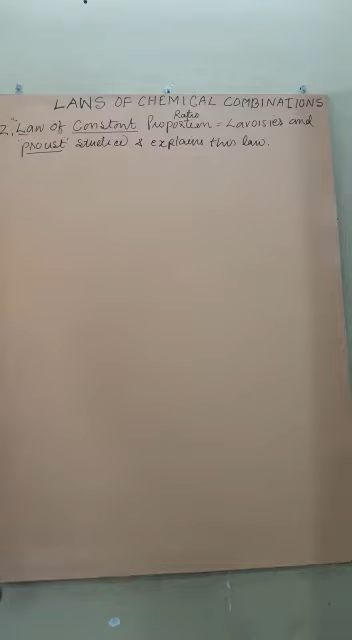 LAWS OF CHEMICAL COMBINATIONS
Ratio
2. Law of Constant Proportion = Lavoisier and
proust studied & explains this law.